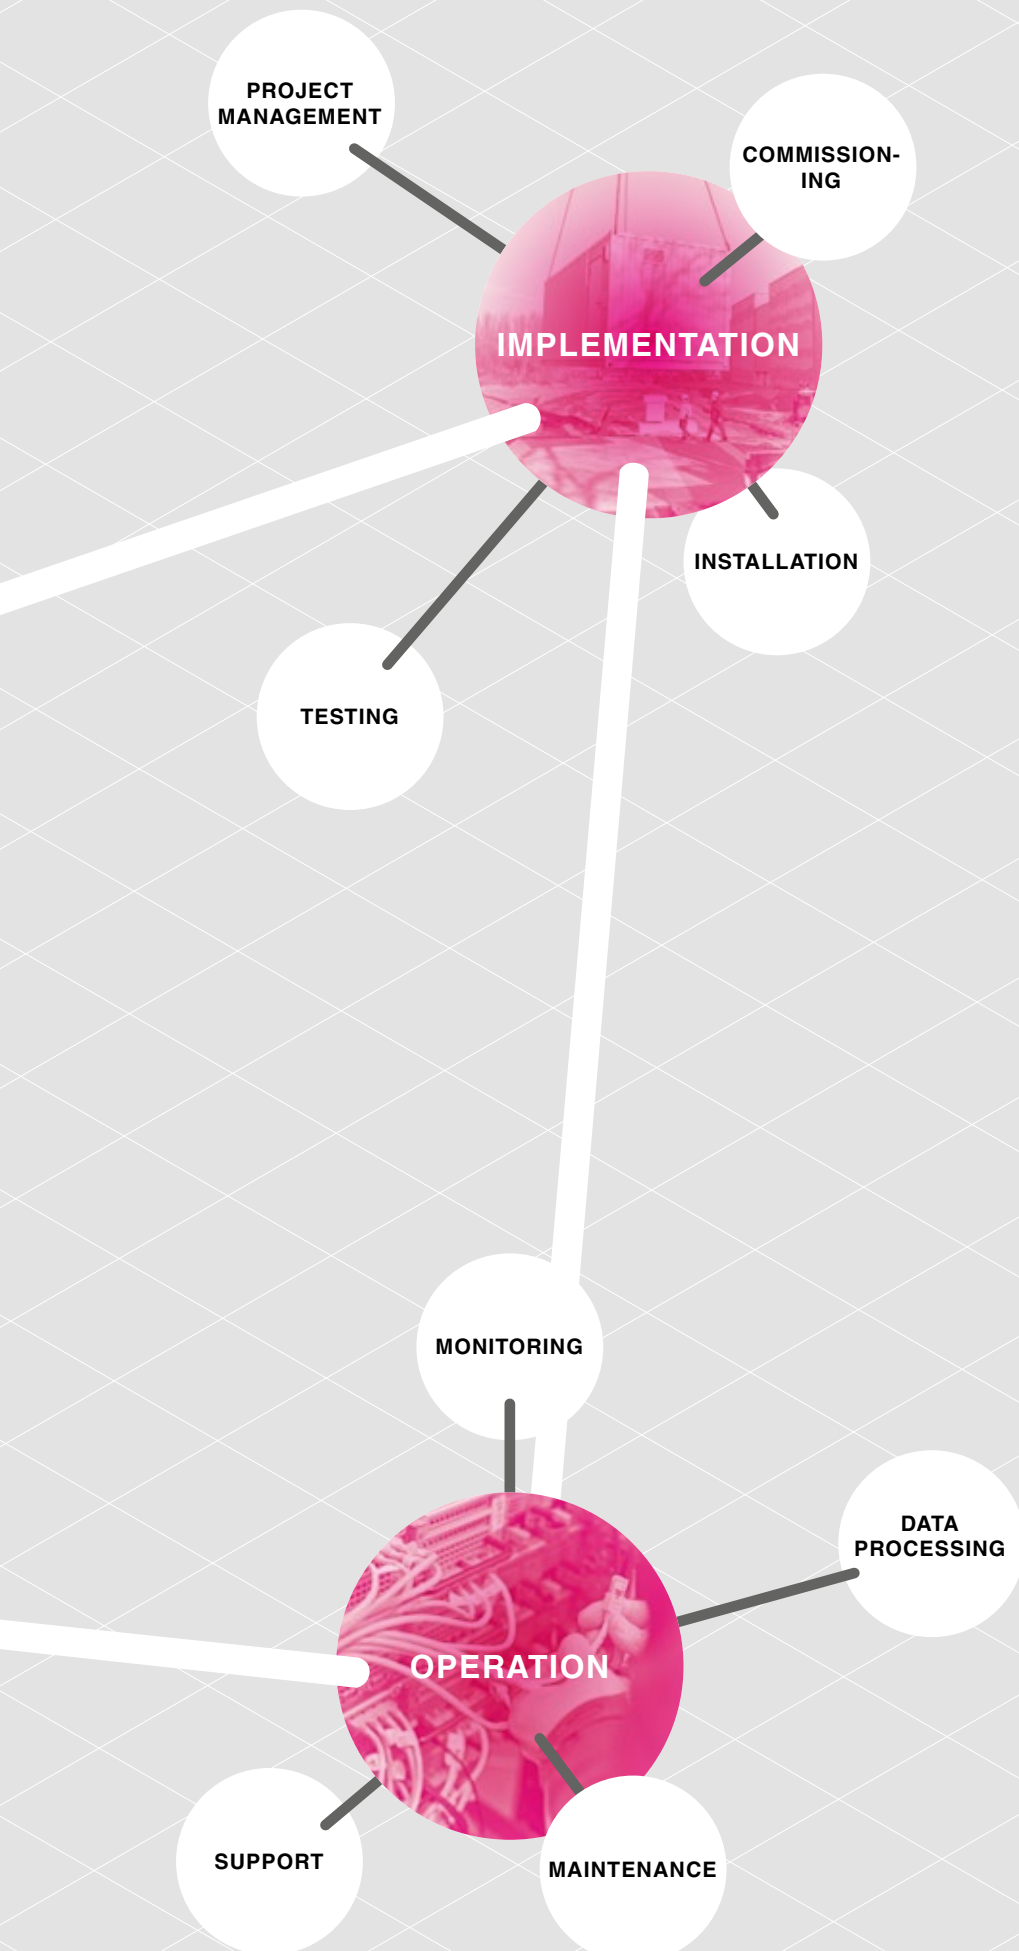 PROJECT
MANAGEMENT
COMMISSION-
ING
IMPLEMENTATION
INSTALLATION
TESTING
MONITORING
DATA
PROCESSING
OPERATION
SUPPORT
MAINTENANCE